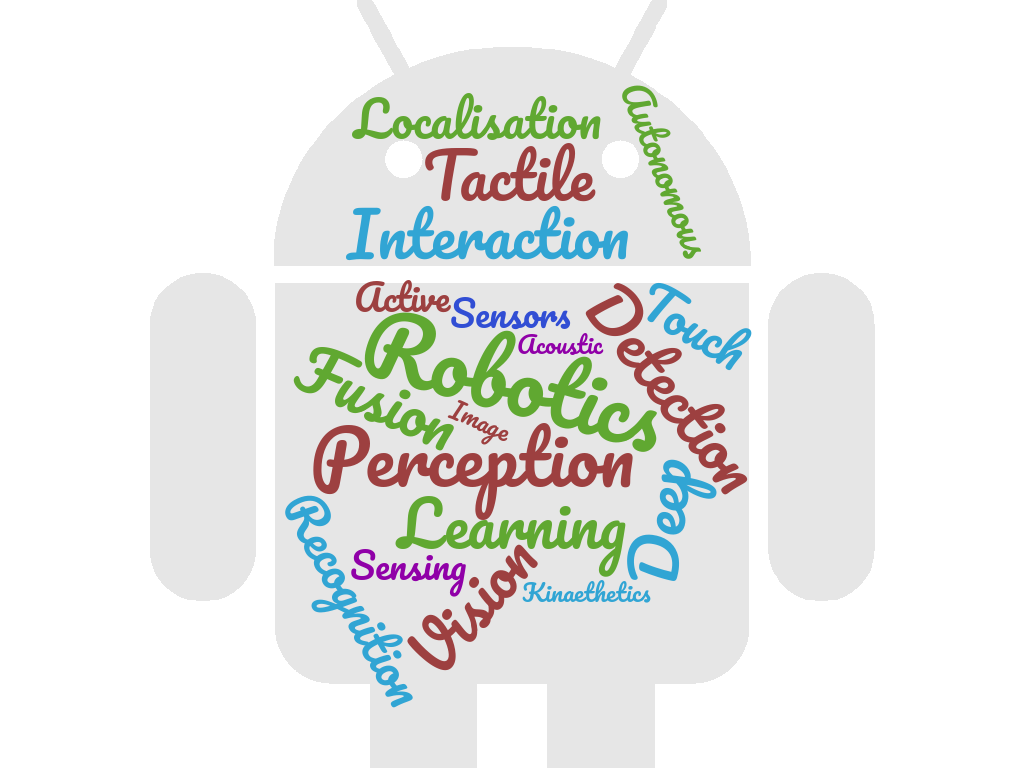 Localisation
Autonomous
Tactile
Interaction
Active
Sensors
Touch
Detection
Acoustic
Robotics
Fusion
Image
Perception
Deep
Learning
Recognition
Sensing
Vision
Kinaethetics